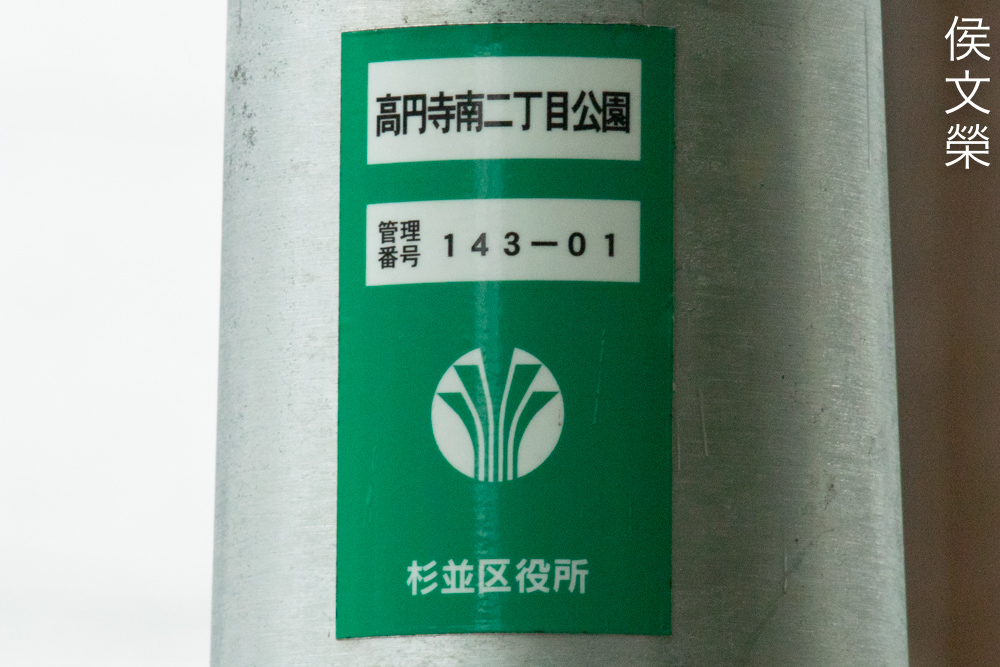 高円寺南二丁目公園
管理
番号
143－01
杉並区役所
侯文榮